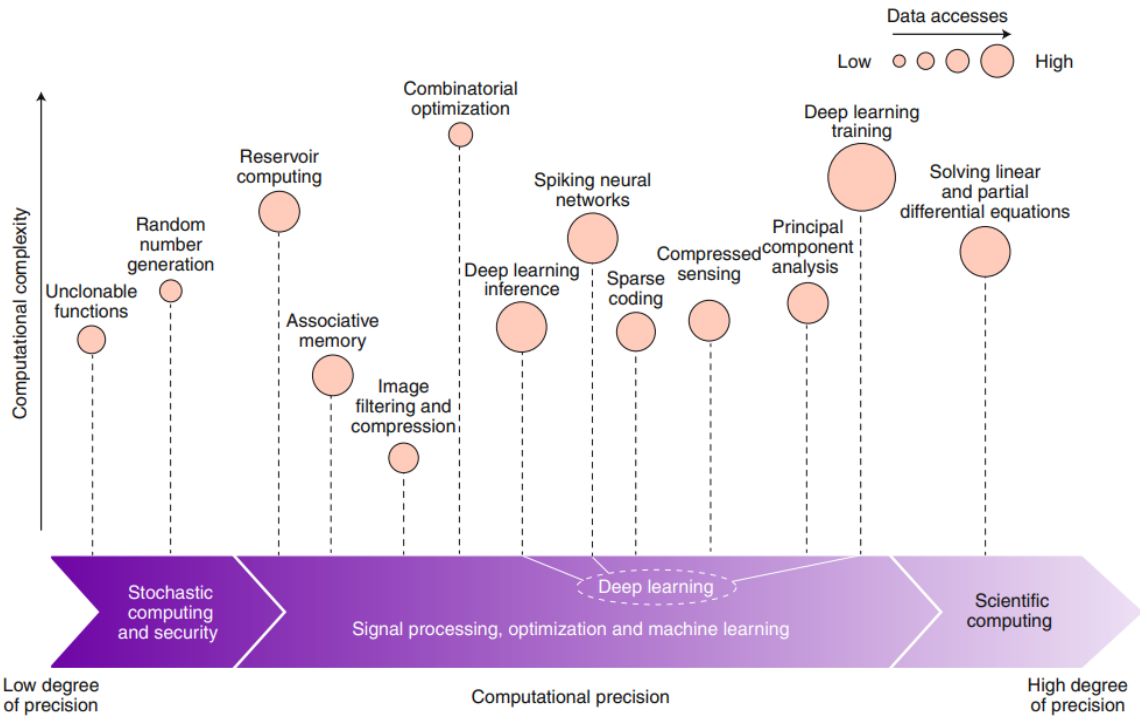 Data accesses
Low
High
Computational complexity
Unclonable
functions
Random
number
generation
Reservoir
computing
Associative
memory
Image
filtering and
compression
Combinatorial
optimization
Deep learning
inference
Spiking neural
networks
Sparse
coding
Compressed
sensing
Principal
component
analysis
Deep learning
training
Solving linear
and partial
differential equations
Stochastic
computing
and security
Deep learning
Signal processing, optimization and machine learning
Scientific
computing
Low degree
of precision
Computational precision
High degree
of precision